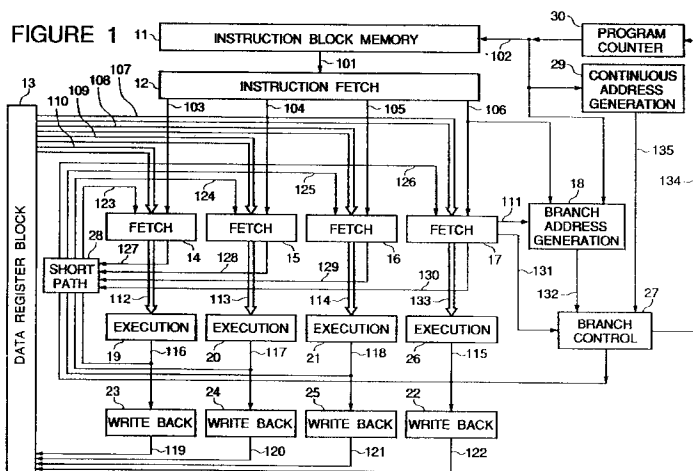 FIGURE 1
11
INSTRUCTION BLOCK MEMORY
102
30
PROGRAM
COUNTER
101
29
CONTINUOUS ADDRESS
GENERATION
13
12
INSTRUCTION FETCH
110
109
108
107
103
104
105
106
135
134
123
124
125
126
DATA REGISTER BLOCK
28
SHORT
PATH
FETCH
14
FETCH
15
FETCH
16
FETCH
17
111
18
BRANCH
ADDRESS
GENERATION
127
128
129
130
131
132
112
113
114
133
27
BRANCH
CONTROL
EXECUTION
19
EXECUTION
20
EXECUTION
21
EXECUTION
26
116
117
118
115
23
WRITE BACK
24
WRITE BACK
25
WRITE BACK
22
WRITE BACK
119
120
121
122